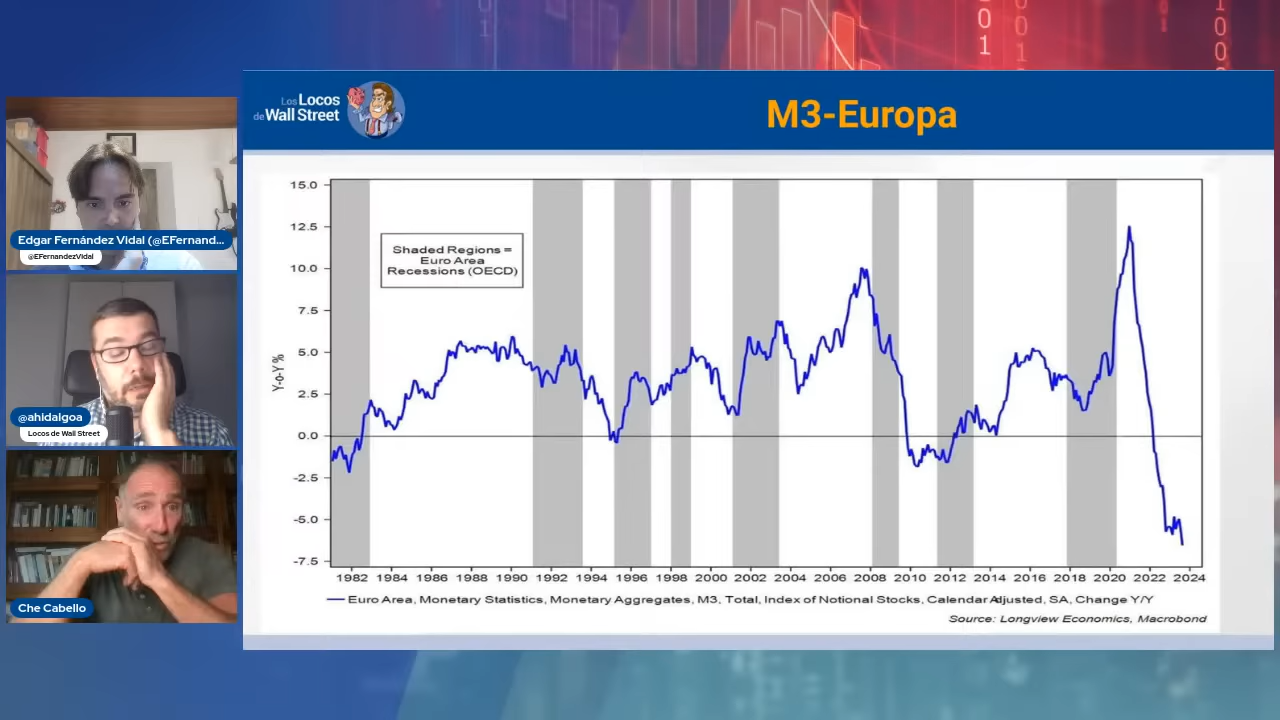 Los Locos
de Wall Street
M3-Europa
Edgar Fernández Vidal (@EFernand...
@EFernandezVidal
@ahidalgoa
Locos de Wall Street
Che Cabello
15.0
12.5
10.0
7.5
5.0
2.5
0.0
-2.5
-5.0
-7.5
Y-o-Y %
Shaded Regions =
Euro Area
Recessions (OECD)
1982 1984 1986 1988 1990 1992 1994 1996 1998 2000 2002 2004 2006 2008 2010 2012 2014 2016 2018 2020 2022 2024
Euro Area, Monetary Statistics, Monetary Aggregates, M3, Total, Index of Notional Stocks, Calendar Adjusted, SA, Change Y/Y
Source: Longview Economics, Macrobond